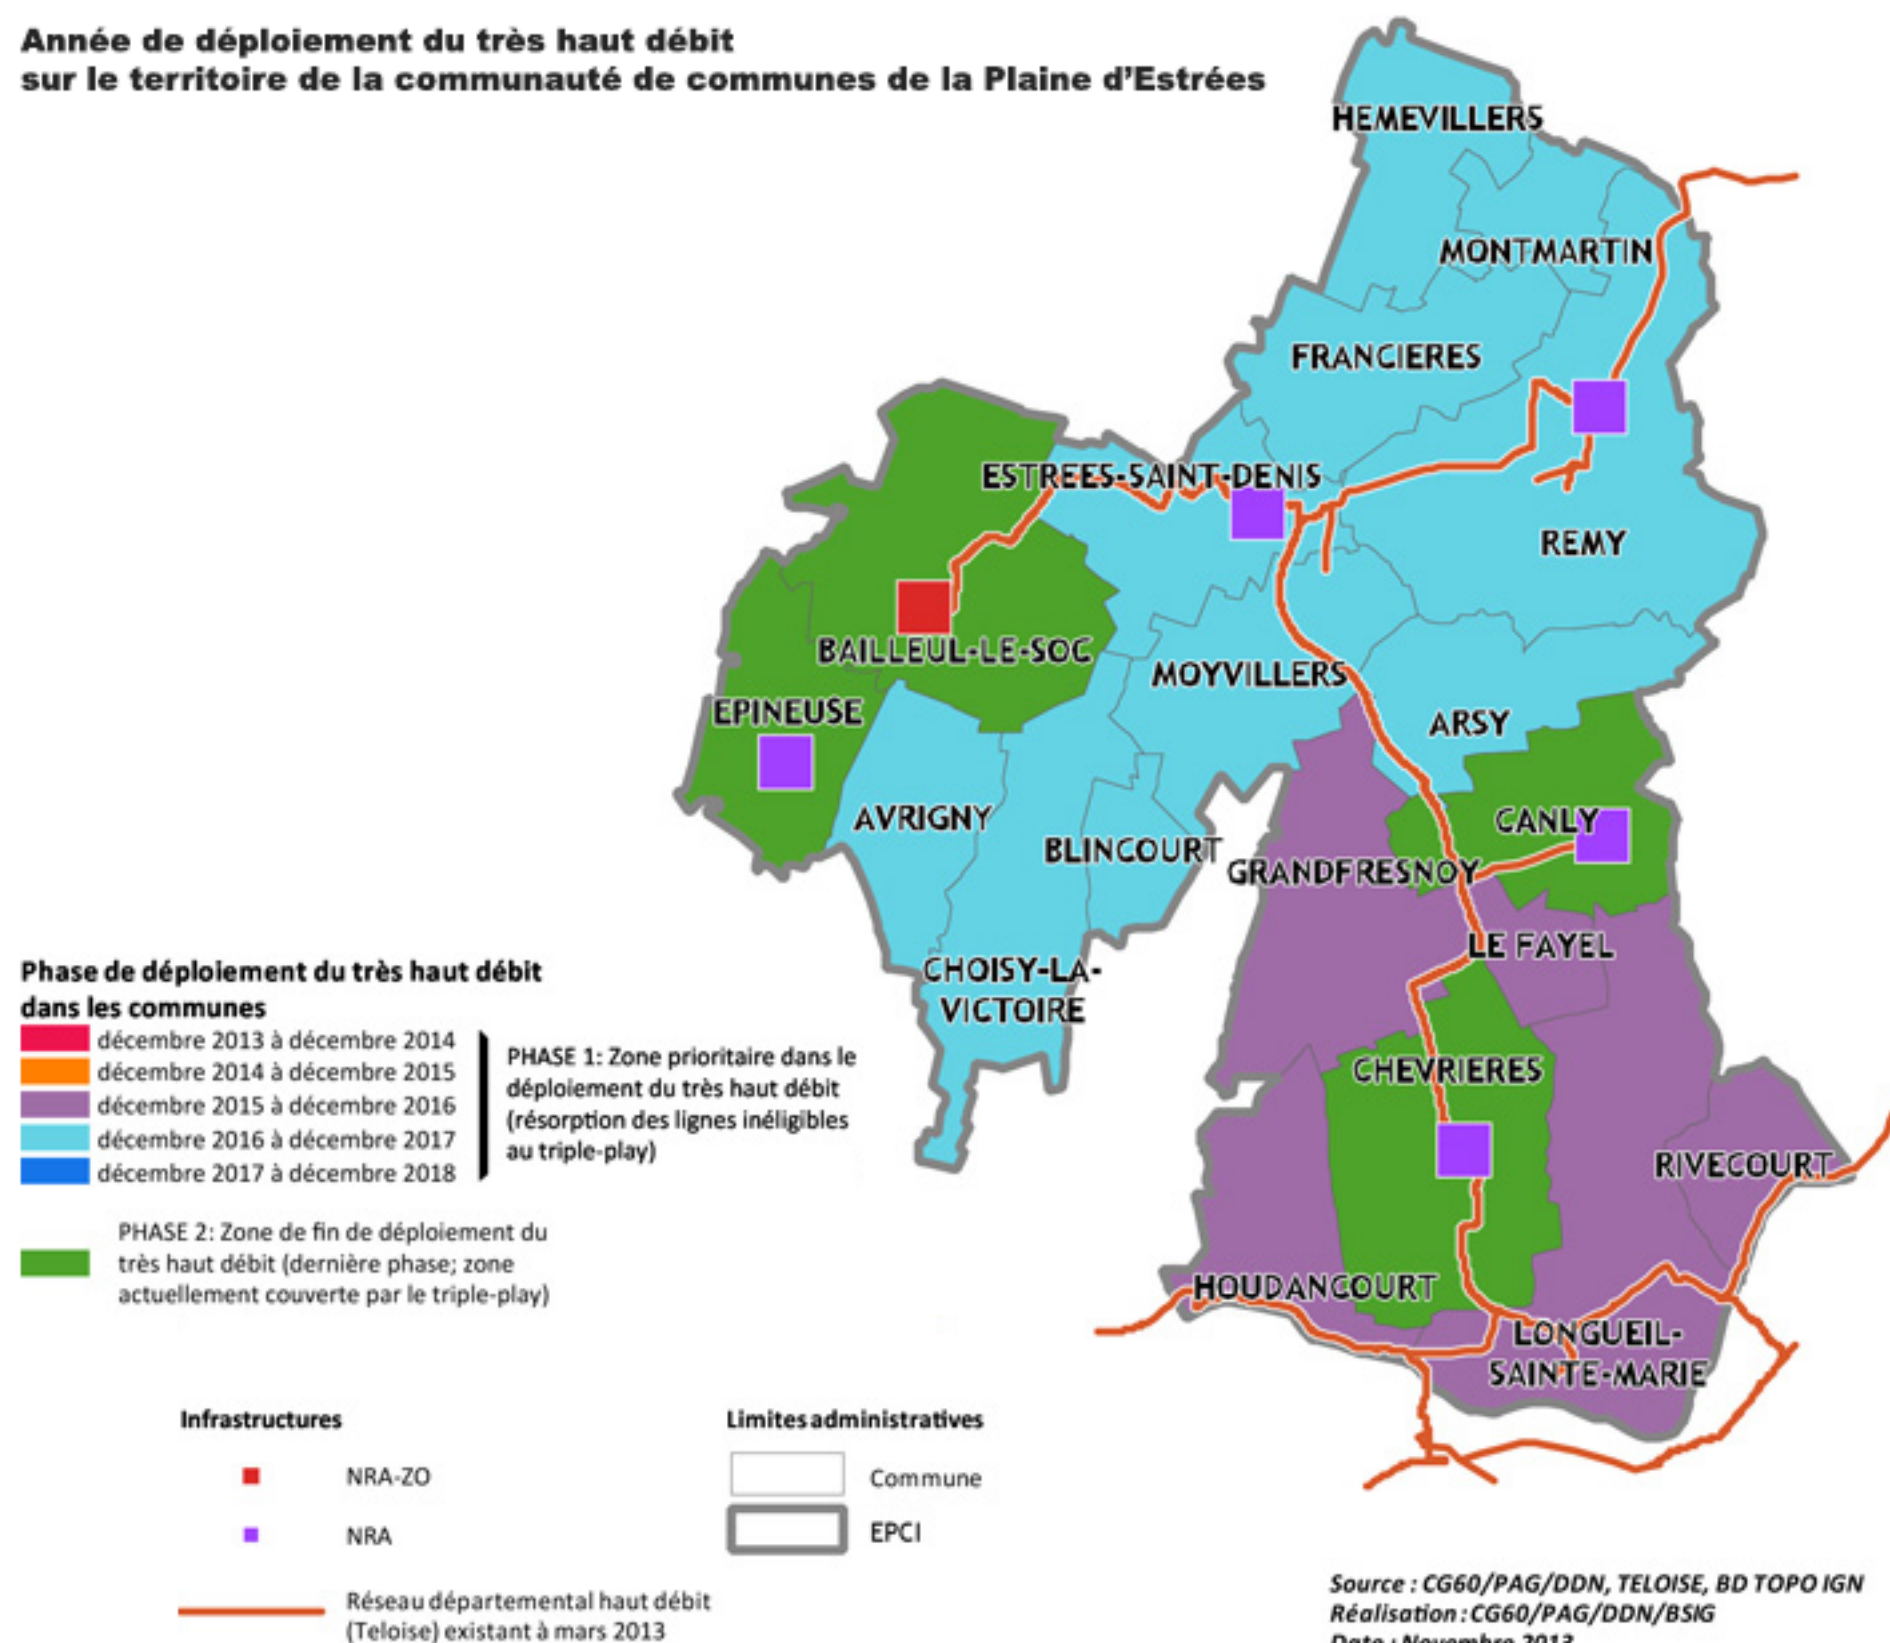 Année de déploiement du très haut débit
sur le territoire de la communauté de communes de la Plaine d'Estrées
HEMEVILLERS
MONTMARTIN
FRANCIERES
ESTREES-SAINT-DENIS
REMY
BAILLEUL-LE-SOC
MOYVILLERS
EPINEUSE
ARSY
AVRIGNY
CANLY
BLINCOURT
GRANDFRESNOY
LE FAYEL
CHOISY-LA-
VICTOIRE
CHEVRIERES
RIVECOURT
HOUDANCOURT
LONGUEIL-
SAINTE-MARIE
Phase de déploiement du très haut débit
dans les communes
décembre 2013 à décembre 2014
décembre 2014 à décembre 2015
décembre 2015 à décembre 2016
décembre 2016 à décembre 2017
décembre 2017 à décembre 2018
PHASE 1: Zone prioritaire dans le
déploiement du très haut débit
(résorption des lignes inéligibles
au triple-play)
PHASE 2: Zone de fin de déploiement du
très haut débit (dernière phase; zone
actuellement couverte par le triple-play)
Infrastructures
NRA-ZO
NRA
Réseau départemental haut débit
(Teloise) existant à mars 2013
Limites administratives
Commune
EPCI
Source : CG60/PAG/DDN, TELOISE, BD TOPO IGN
Réalisation : CG60/PAG/DDN/BSIG
Date : Novembre 2013